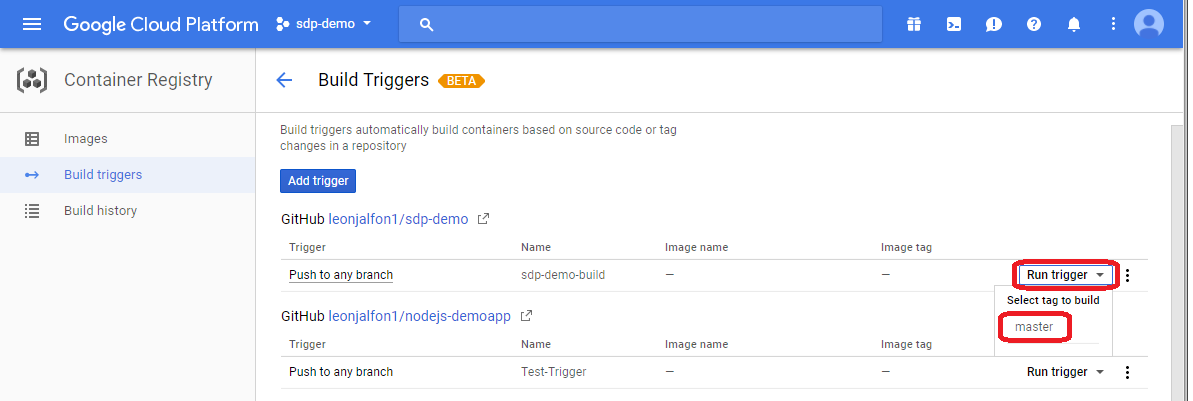 Google Cloud Platform sdp-demo
Container Registry
Build Triggers BETA
Images
Build triggers
Build history
Build triggers automatically build containers based on source code or tag
changes in a repository
Add trigger
GitHub leonjalfon1/sdp-demo
Trigger Name Image name Image tag
Push to any branch sdp-demo-build — — Run trigger
Select tag to build
master
GitHub leonjalfon1/nodejs-demoapp
Trigger Name Image name Image tag
Push to any branch Test-Trigger — — Run trigger